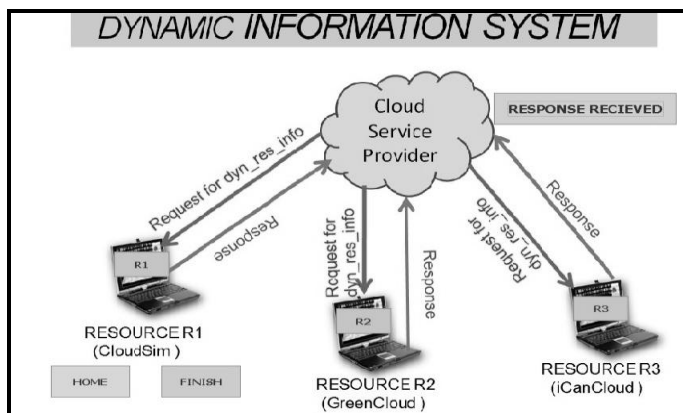 DYNAMIC INFORMATION SYSTEM
Cloud
Service
Provider
RESPONSE RECIEVED
Request for dyn_res_info
Response
Request for
dyn_res_info
Response
Request for
dyn_res_info
Response
R1
R2
R3
RESOURCE R1
(CloudSim )
RESOURCE R2
(GreenCloud )
RESOURCE R3
(iCanCloud )
HOME
FINISH